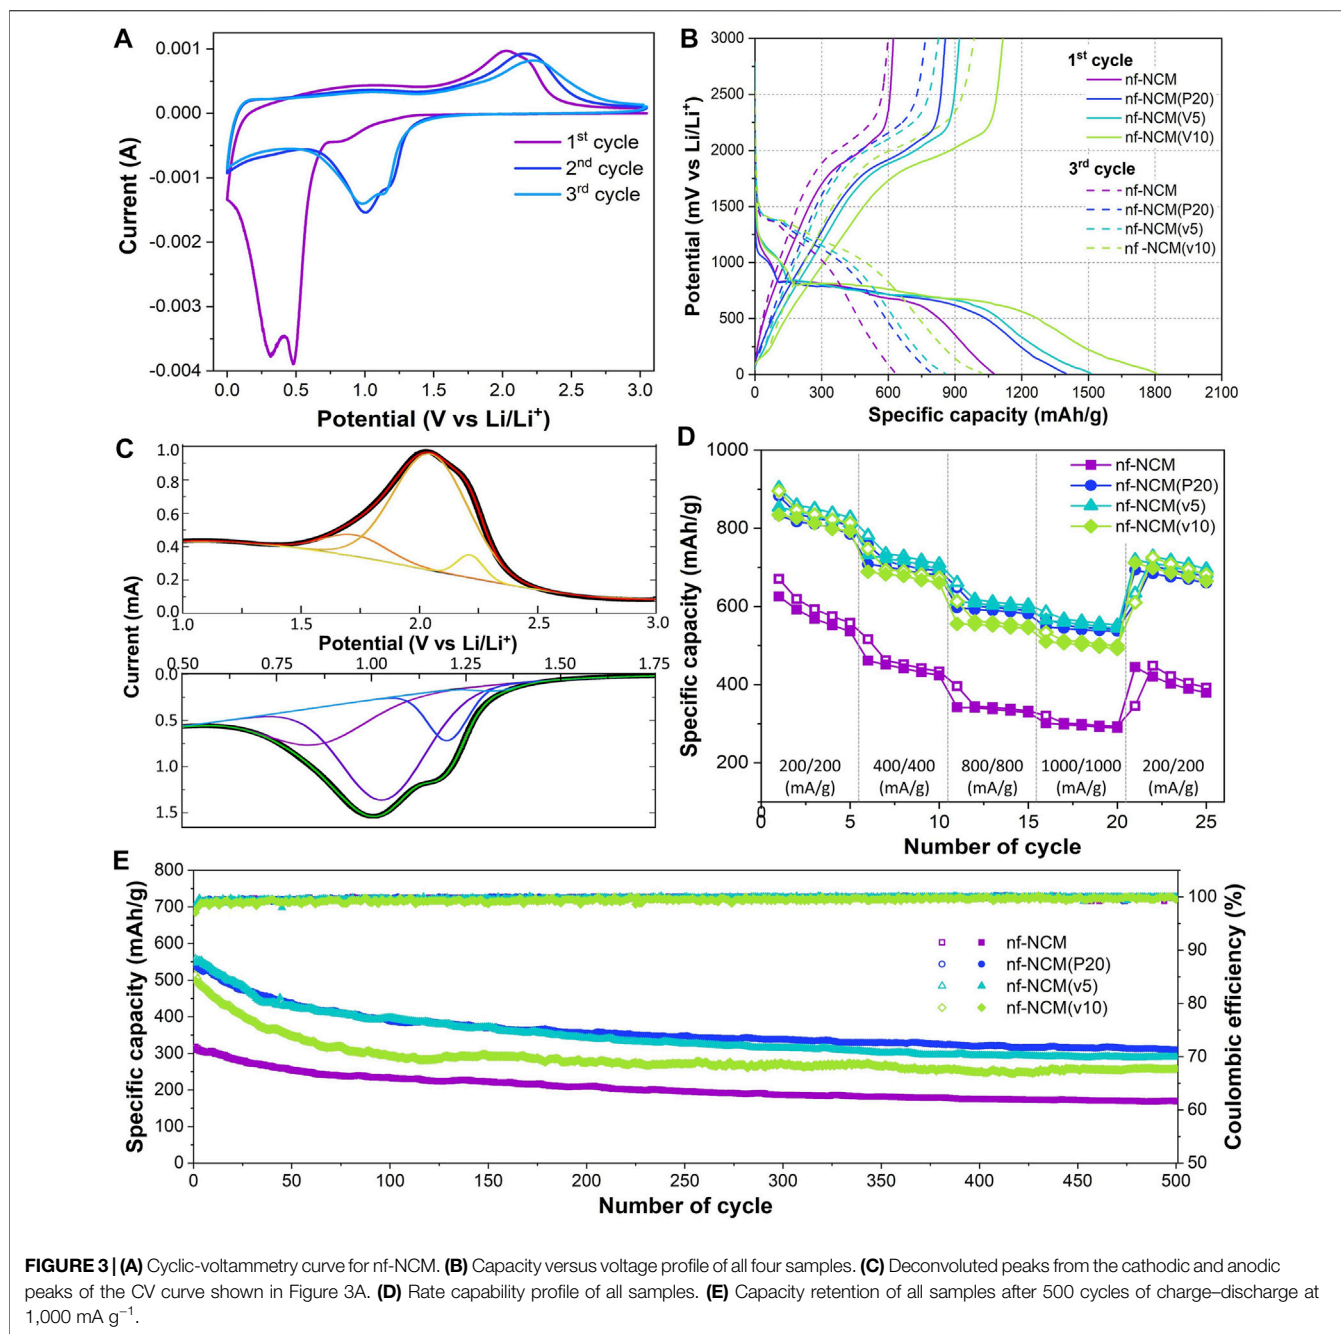 A
0.001
0.000
-0.001
-0.002
-0.003
-0.004
Current (A)
1st cycle
2nd cycle
3rd cycle
0.0 0.5 1.0 1.5 2.0 2.5 3.0
Potential (V vs Li/Li+)
B
3000
2500
2000
1500
1000
500
0
Potential (mV vs Li/Li+)
1st cycle
nf-NCM
nf-NCM(P20)
nf-NCM(V5)
nf-NCM(V10)
3rd cycle
nf-NCM
nf-NCM(P20)
nf-NCM(v5)
nf -NCM(v10)
0 300 600 900 1200 1500 1800 2100
Specific capacity (mAh/g)
C
1.0
0.8
0.6
0.4
0.2
0.0
1.0 1.5 2.0 2.5 3.0
Potential (V vs Li/Li+)
Current (mA)
0.50 0.75 1.00 1.25 1.50 1.75
0.0
0.5
1.0
1.5
D
1000
800
600
400
200
0
Specific capacity (mAh/g)
nf-NCM
nf-NCM(P20)
nf-NCM(v5)
nf-NCM(v10)
200/200 400/400 800/800 1000/1000 200/200
(mA/g) (mA/g) (mA/g) (mA/g) (mA/g)
0 5 10 15 20 25
Number of cycle
E
800
700
600
500
400
300
200
100
0
Specific capacity (mAh/g)
nf-NCM
nf-NCM(P20)
nf-NCM(v5)
nf-NCM(v10)
100
90
80
70
60
50
Coulombic efficiency (%)
0 50 100 150 200 250 300 350 400 450 500
Number of cycle
FIGURE 3 | (A) Cyclic-voltammetry curve for nf-NCM. (B) Capacity versus voltage profile of all four samples. (C) Deconvoluted peaks from the cathodic and anodic
peaks of the CV curve shown in Figure 3A. (D) Rate capability profile of all samples. (E) Capacity retention of all samples after 500 cycles of charge–discharge at
1,000 mA g−1.